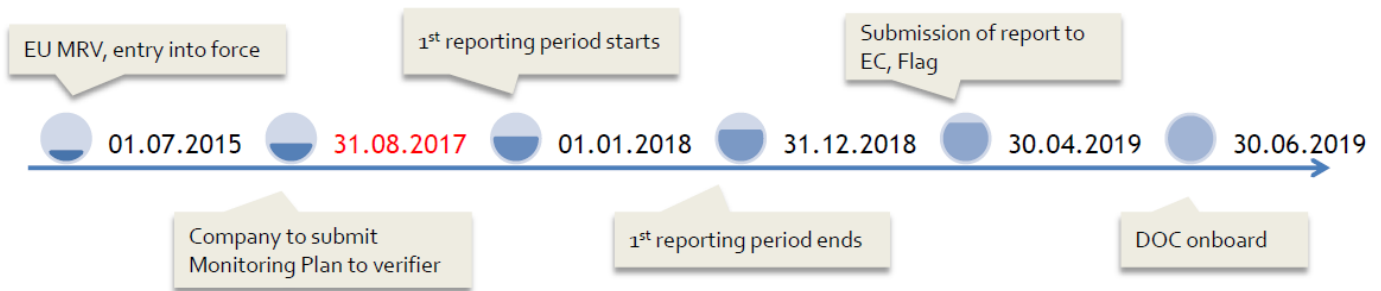 EU MRV, entry into force
1st reporting period starts
Submission of report to
EC, Flag
01.07.2015
31.08.2017
01.01.2018
31.12.2018
30.04.2019
30.06.2019
Company to submit
Monitoring Plan to verifier
1st reporting period ends
DOC onboard